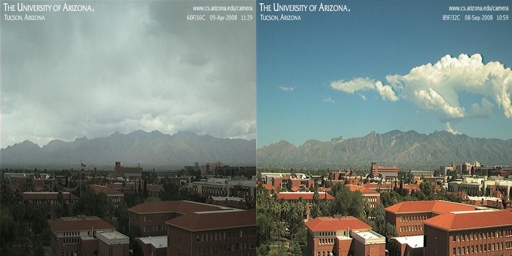 THE UNIVERSITY OF ARIZONA. www.cs.arizona.edu/camera
TUCSON, ARIZONA 60F/16C 09-Apr-2008 11:29
THE UNIVERSITY OF ARIZONA. www.cs.arizona.edu/camera
TUCSON, ARIZONA 89F/32C 08-Sep-2008 10:59